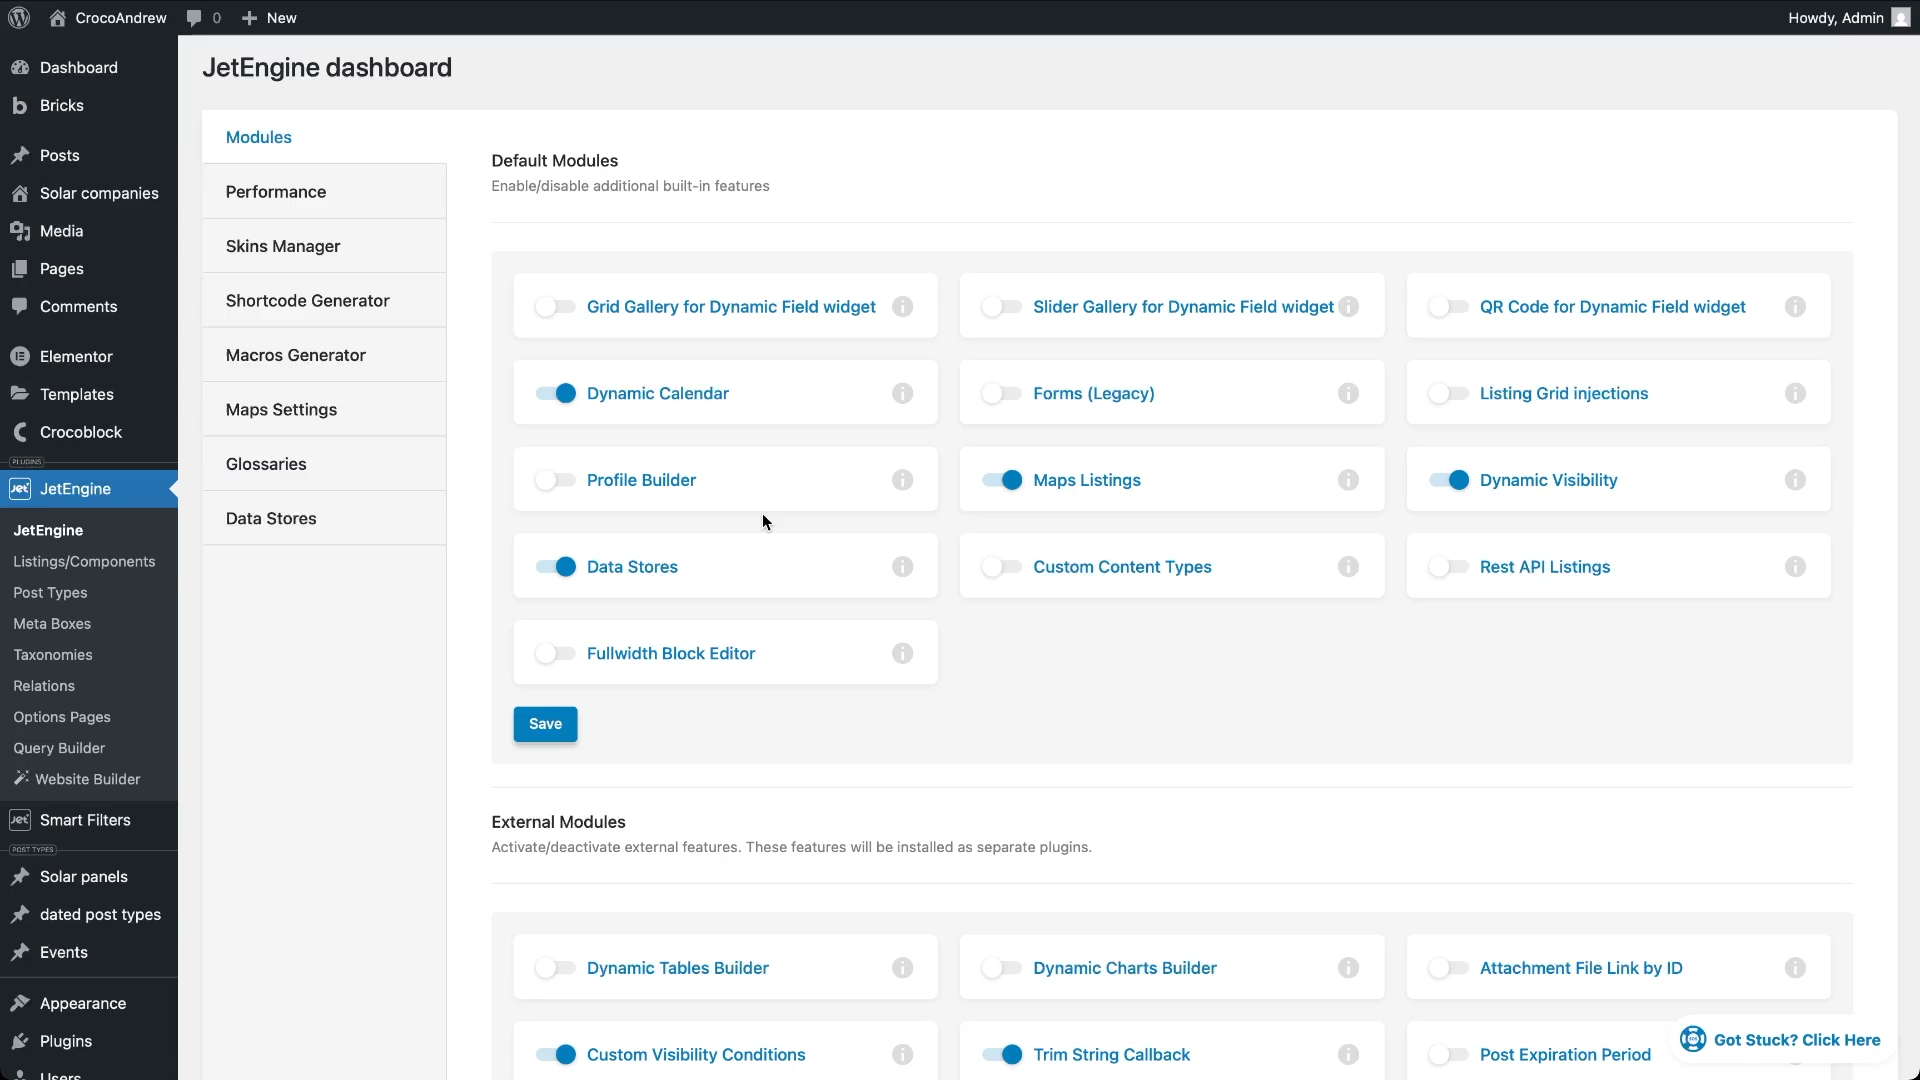 CrocoAndrew
0
New
Howdy, Admin
Dashboard
Bricks
Posts
Solar companies
Media
Pages
Comments
Elementor
Templates
Crocoblock
PLUGINS
Jet
JetEngine
JetEngine
Listings/Components
Post Types
Meta Boxes
Taxonomies
Relations
Options Pages
Query Builder
Website Builder
Jet
Smart Filters
POST TYPES
Solar panels
dated post types
Events
Appearance
Plugins
Users
JetEngine dashboard
Modules
Performance
Skins Manager
Shortcode Generator
Macros Generator
Maps Settings
Glossaries
Data Stores
Default Modules
Enable/disable additional built-in features
Grid Gallery for Dynamic Field widget
Slider Gallery for Dynamic Field widget
QR Code for Dynamic Field widget
Dynamic Calendar
Forms (Legacy)
Listing Grid injections
Profile Builder
Maps Listings
Dynamic Visibility
Data Stores
Custom Content Types
Rest API Listings
Fullwidth Block Editor
Save
External Modules
Activate/deactivate external features. These features will be installed as separate plugins.
Dynamic Tables Builder
Dynamic Charts Builder
Attachment File Link by ID
Custom Visibility Conditions
Trim String Callback
Post Expiration Period
Got Stuck? Click Here